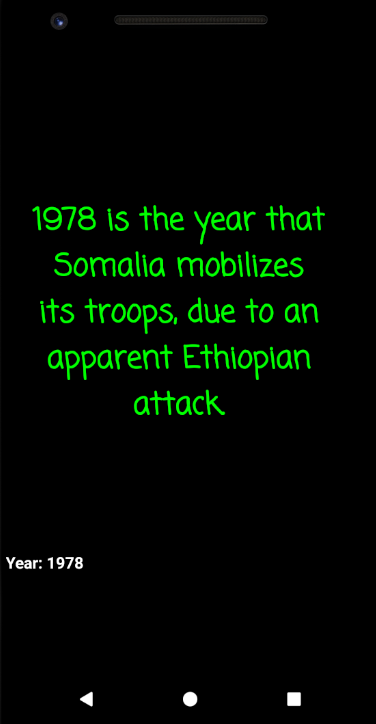 1978 is the year that
Somalia mobilizes
its troops, due to an
apparent Ethiopian
attack.
Year: 1978